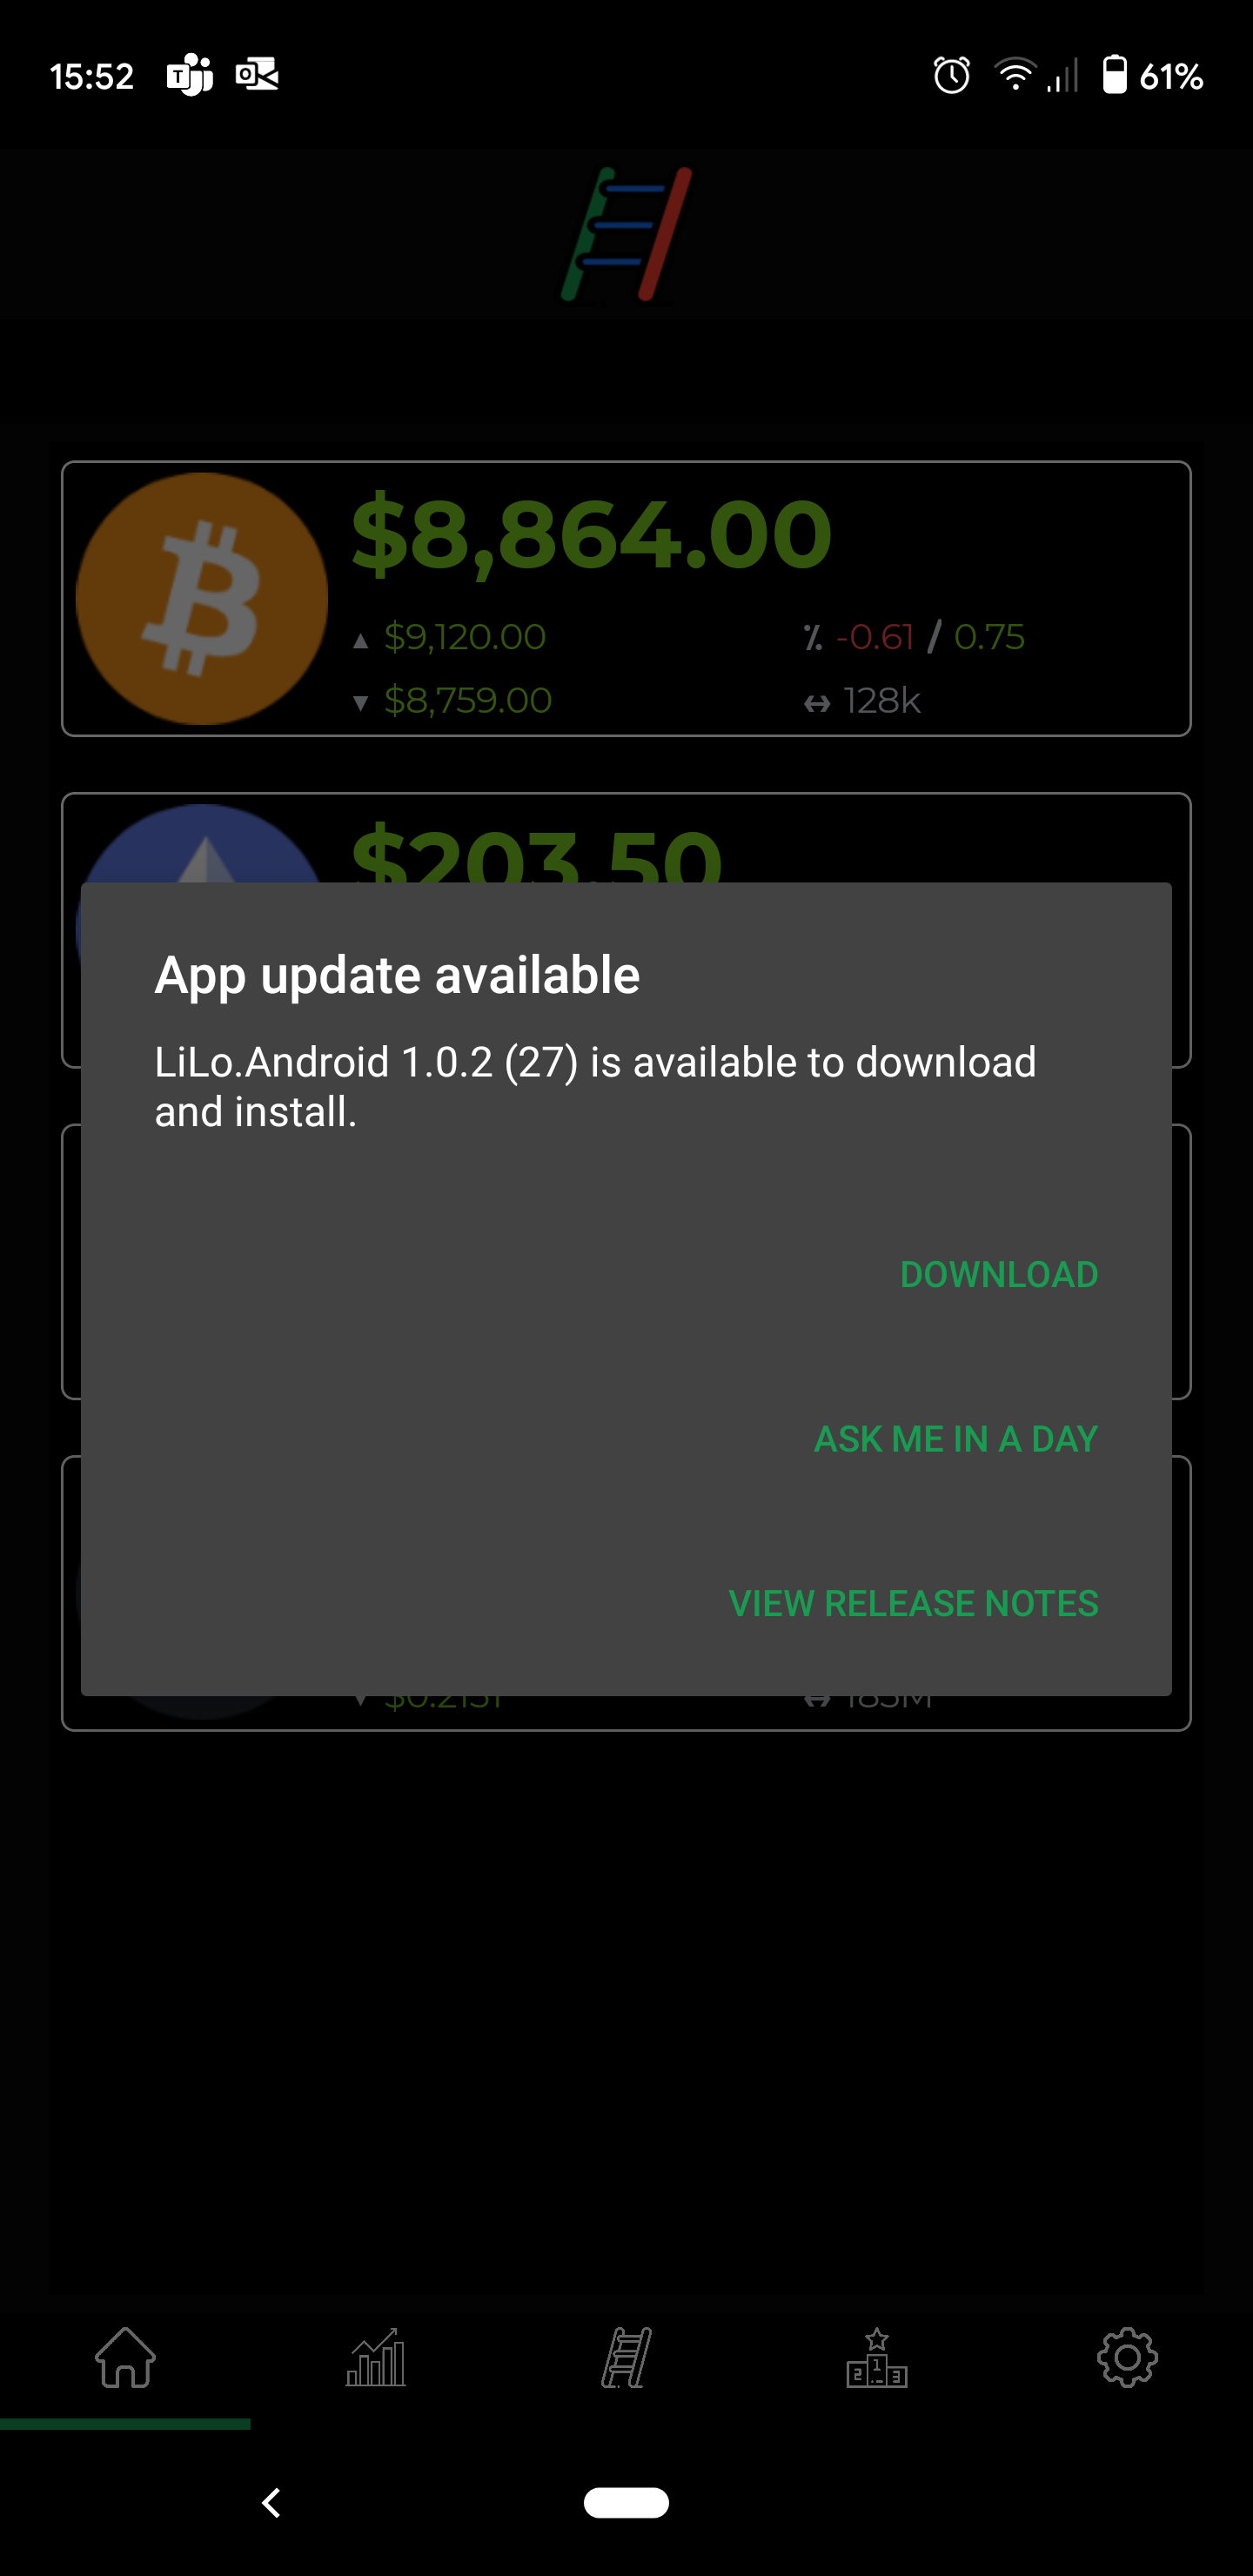 15:52
61%
$8,864.00
▲ $9,120.00
٪ -0.61 / 0.75
▼ $8,759.00
↔ 128k
$203.50
App update available
LiLo.Android 1.0.2 (27) is available to download
and install.
DOWNLOAD
ASK ME IN A DAY
VIEW RELEASE NOTES
▼ $0.2151
↔ 183M